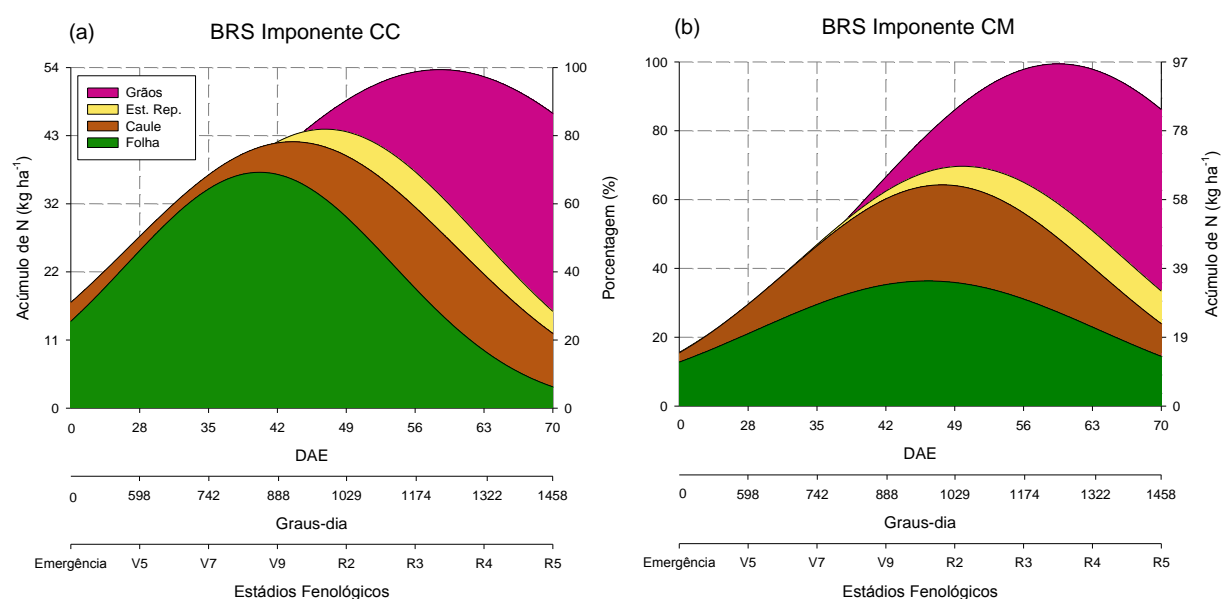 (a) BRS Imponente CC
Acúmulo de N (kg ha-1)
54
43
32
22
11
0
Grãos
Est. Rep.
Caule
Folha
100
80
60
40
20
0
Porcentagem (%)
0 28 35 42 49 56 63 70
DAE
0 598 742 888 1029 1174 1322 1458
Graus-dia
Emergência V5 V7 V9 R2 R3 R4 R5
Estádios Fenológicos
(b) BRS Imponente CM
100
80
60
40
20
0
97
78
58
39
19
0
Acúmulo de N (kg ha-1)
0 28 35 42 49 56 63 70
DAE
0 598 742 888 1029 1174 1322 1458
Graus-dia
Emergência V5 V7 V9 R2 R3 R4 R5
Estádios Fenológicos